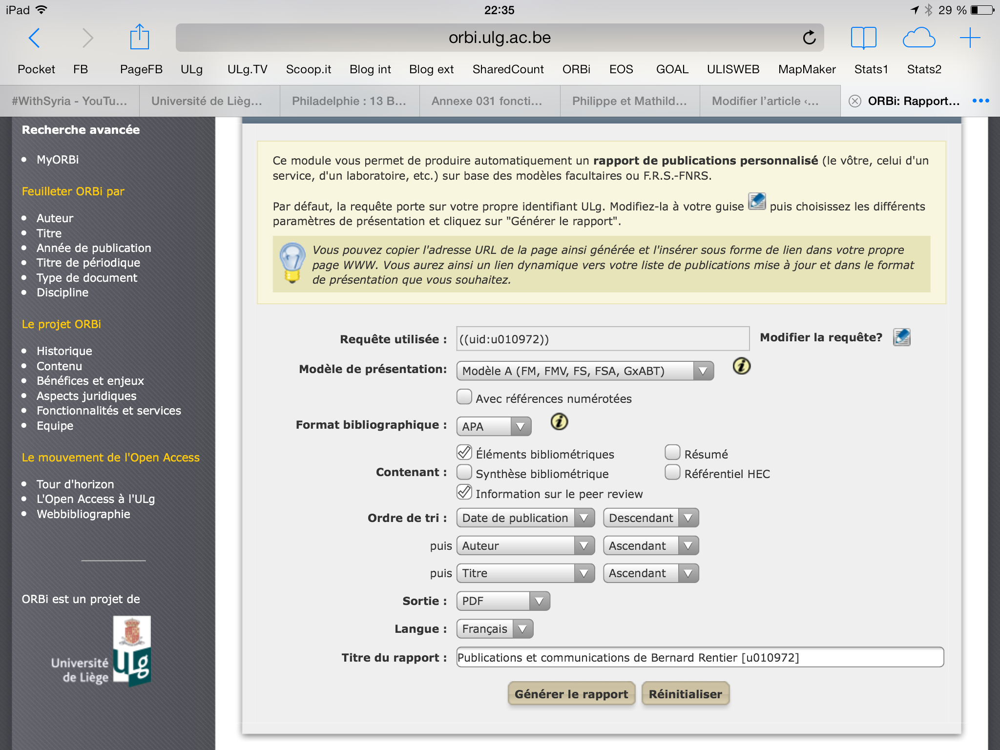 iPad 22:35 29 %
orbi.ulg.ac.be
Pocket FB PageFB ULg ULg.TV Scoop.it Blog int Blog ext SharedCount ORBi EOS GOAL ULISWEB MapMaker Stats1 Stats2
#WithSyria - YouTu... Université de Lièg... Philadelphie : 13 B... Annexe 031 foncti... Philippe et Mathild... Modifier l’article ‹... ORBi: Rapport...
Recherche avancée
• MyORBi
Feuilleter ORBi par
• Auteur
• Titre
• Année de publication
• Titre de périodique
• Type de document
• Discipline
Le projet ORBi
• Historique
• Contenu
• Bénéfices et enjeux
• Aspects juridiques
• Fonctionnalités et services
• Equipe
Le mouvement de l'Open Access
• Tour d'horizon
• L'Open Access à l'ULg
• Webbibliographie
ORBi est un projet de
Université
de Liège
ULg
Ce module vous permet de produire automatiquement un rapport de publications personnalisé (le vôtre, celui d'un
service, d'un laboratoire, etc.) sur base des modèles facultaires ou F.R.S.-FNRS.
Par défaut, la requête porte sur votre propre identifiant ULg. Modifiez-la à votre guise puis choisissez les différents
paramètres de présentation et cliquez sur "Générer le rapport".
Vous pouvez copier l'adresse URL de la page ainsi générée et l'insérer sous forme de lien dans votre propre
page WWW. Vous aurez ainsi un lien dynamique vers votre liste de publications mise à jour et dans le format
de présentation que vous souhaitez.
Requête utilisée : ((uid:u010972)) Modifier la requête?
Modèle de présentation: Modèle A (FM, FMV, FS, FSA, GxABT)
Avec références numérotées
Format bibliographique : APA
Contenant :
Éléments bibliométriques Résumé
Synthèse bibliométrique Référentiel HEC
Information sur le peer review
Ordre de tri : Date de publication Descendant
puis Auteur Ascendant
puis Titre Ascendant
Sortie : PDF
Langue : Français
Titre du rapport : Publications et communications de Bernard Rentier [u010972]
Générer le rapport Réinitialiser